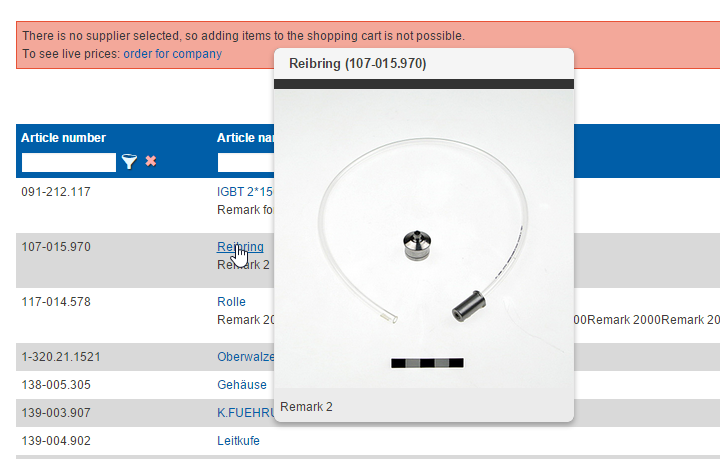 There is no supplier selected, so adding items to the shopping cart is not possible.
To see live prices: order for company
Reibring (107-015.970)
Article number
Article na
091-212.117
IGBT 2*15
Remark fo
107-015.970
Reibring
Remark 2
117-014.578
Rolle
Remark 20
00Remark 2000Remark 20
1-320.21.1521
Oberwalze
138-005.305
Gehäuse
139-003.907
K.FUEHRU
139-004.902
Leitkufe
Remark 2